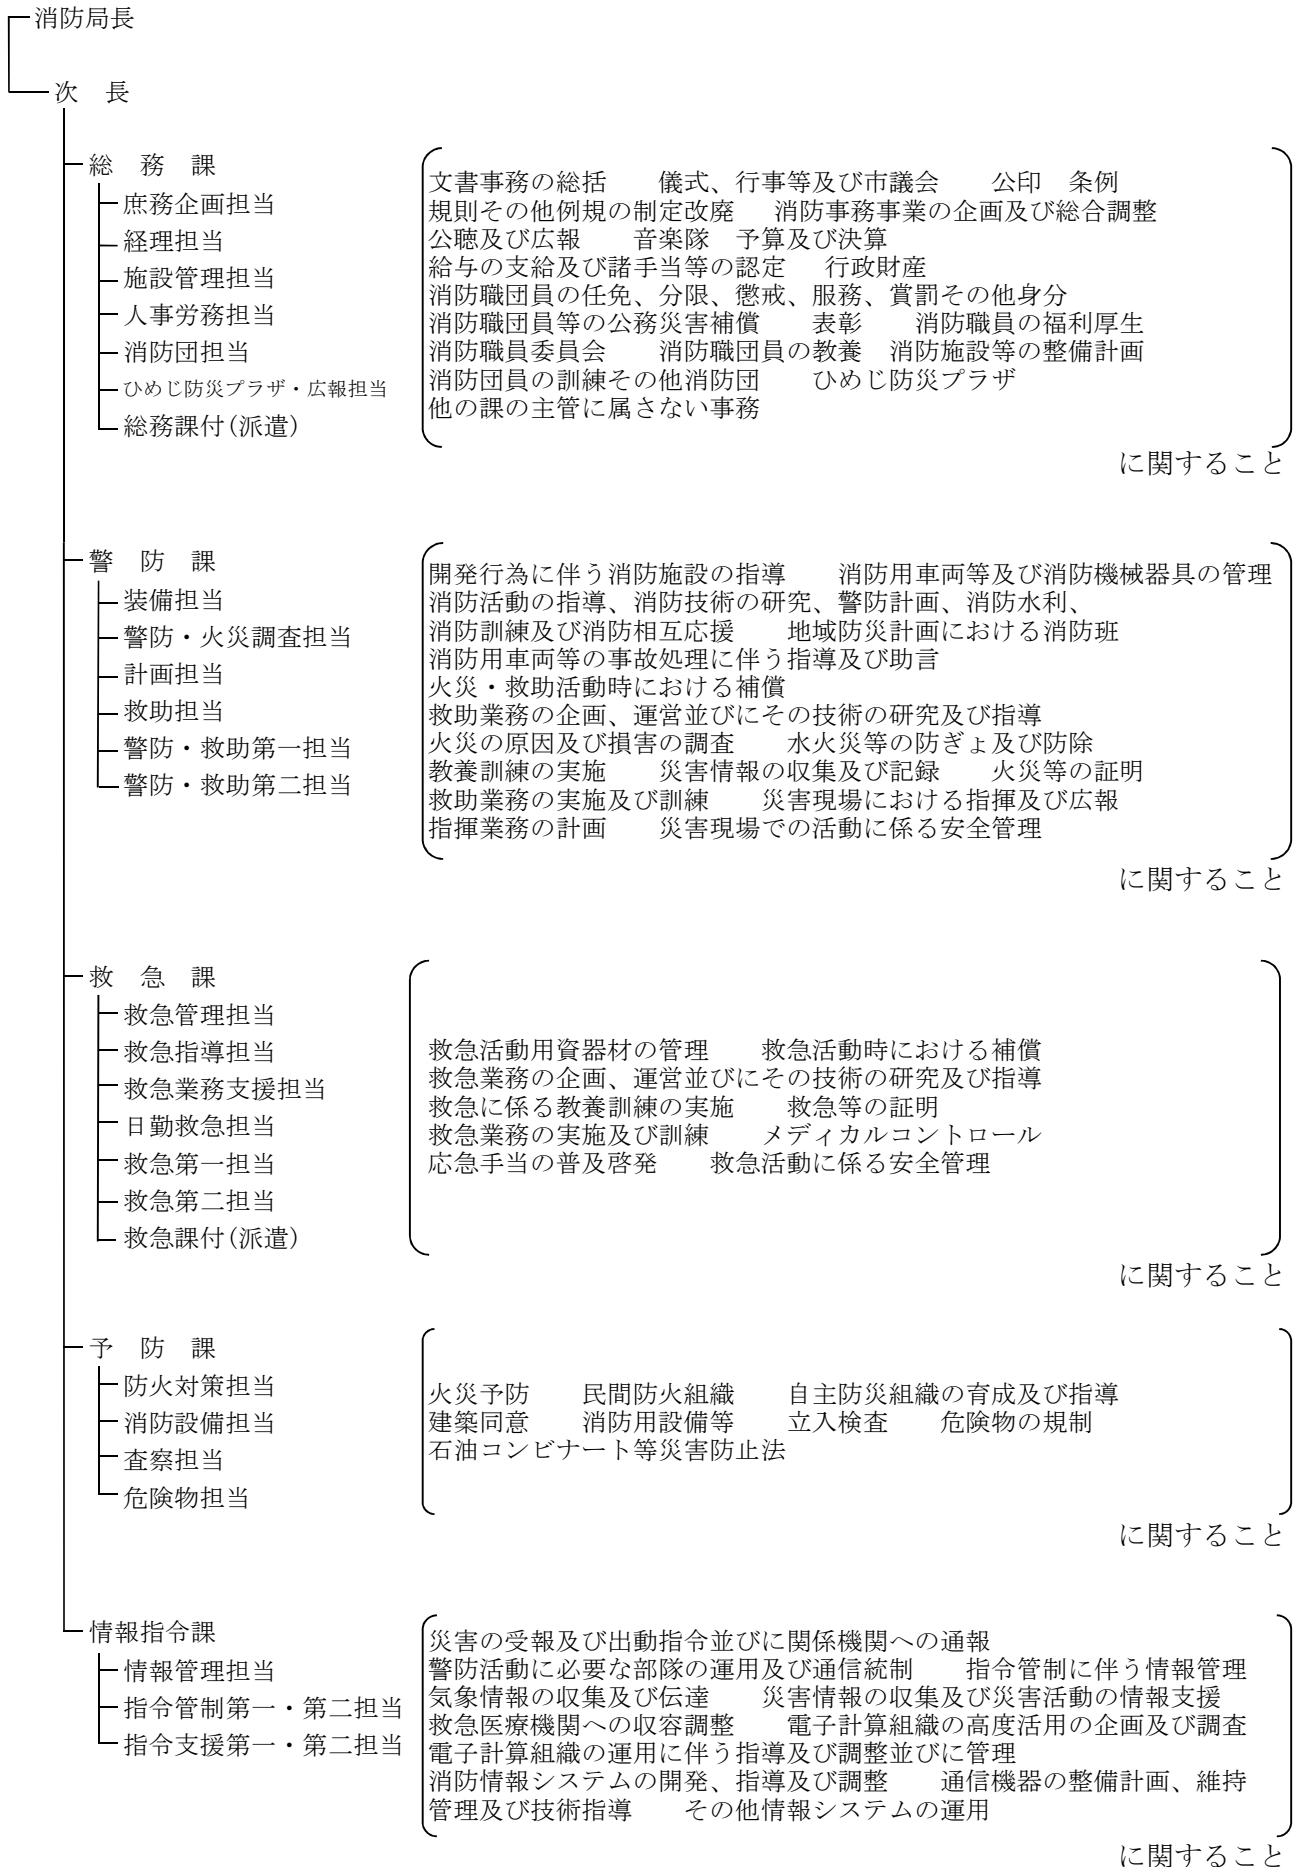 消防局長
次　長
総　務　課
庶務企画担当
経理担当
施設管理担当
人事労務担当
消防団担当
ひめじ防災プラザ・広報担当
総務課付(派遣)
文書事務の総括　　儀式、行事等及び市議会　　公印　条例
規則その他例規の制定改廃　　消防事務事業の企画及び総合調整
公聴及び広報　　音楽隊　予算及び決算
給与の支給及び諸手当等の認定　　行政財産
消防職団員の任免、分限、懲戒、服務、賞罰その他身分
消防職団員等の公務災害補償　　表彰　　消防職員の福利厚生
消防職員委員会　　消防職団員の教養　消防施設等の整備計画
消防団員の訓練その他消防団　　ひめじ防災プラザ
他の課の主管に属さない事務
に関すること
警　防　課
装備担当
警防・火災調査担当
計画担当
救助担当
警防・救助第一担当
警防・救助第二担当
開発行為に伴う消防施設の指導　　消防用車両等及び消防機械器具の管理
消防活動の指導、消防技術の研究、警防計画、消防水利、
消防訓練及び消防相互応援　　地域防災計画における消防班
消防用車両等の事故処理に伴う指導及び助言
火災・救助活動時における補償
救助業務の企画、運営並びにその技術の研究及び指導
火災の原因及び損害の調査　　水火災等の防ぎょ及び防除
教養訓練の実施　　災害情報の収集及び記録　　火災等の証明
救助業務の実施及び訓練　　災害現場における指揮及び広報
指揮業務の計画　　災害現場での活動に係る安全管理
に関すること
救　急　課
救急管理担当
救急指導担当
救急業務支援担当
日勤救急担当
救急第一担当
救急第二担当
救急課付(派遣)
救急活動用資器材の管理　　救急活動時における補償
救急業務の企画、運営並びにその技術の研究及び指導
救急に係る教養訓練の実施　　救急等の証明
救急業務の実施及び訓練　　メディカルコントロール
応急手当の普及啓発　　救急活動に係る安全管理
に関すること
予　防　課
防火対策担当
消防設備担当
査察担当
危険物担当
火災予防　　民間防火組織　　自主防災組織の育成及び指導
建築同意　　消防用設備等　　立入検査　　危険物の規制
石油コンビナート等災害防止法
に関すること
情報指令課
情報管理担当
指令管制第一・第二担当
指令支援第一・第二担当
災害の受報及び出動指令並びに関係機関への通報
警防活動に必要な部隊の運用及び通信統制　　指令管制に伴う情報管理
気象情報の収集及び伝達　　災害情報の収集及び災害活動の情報支援
救急医療機関への収容調整　　電子計算組織の高度活用の企画及び調査
電子計算組織の運用に伴う指導及び調整並びに管理
消防情報システムの開発、指導及び調整　　通信機器の整備計画、維持
管理及び技術指導　　その他情報システムの運用
に関すること